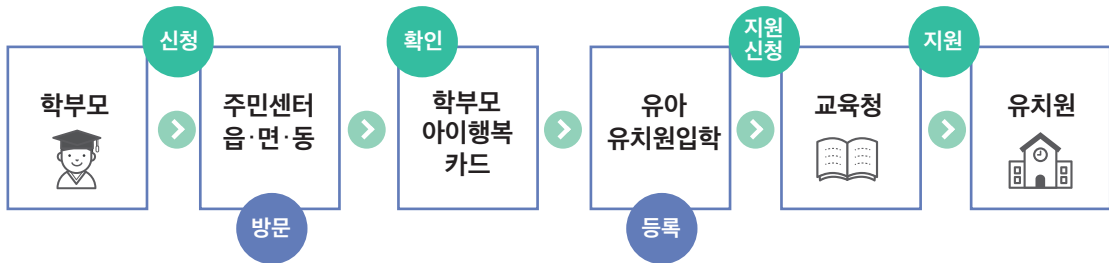 신청
확인
지원
신청
지원
학부모
주민센터
읍·면·동
학부모
아이행복
카드
유아
유치원입학
교육청
유치원
방문
등록